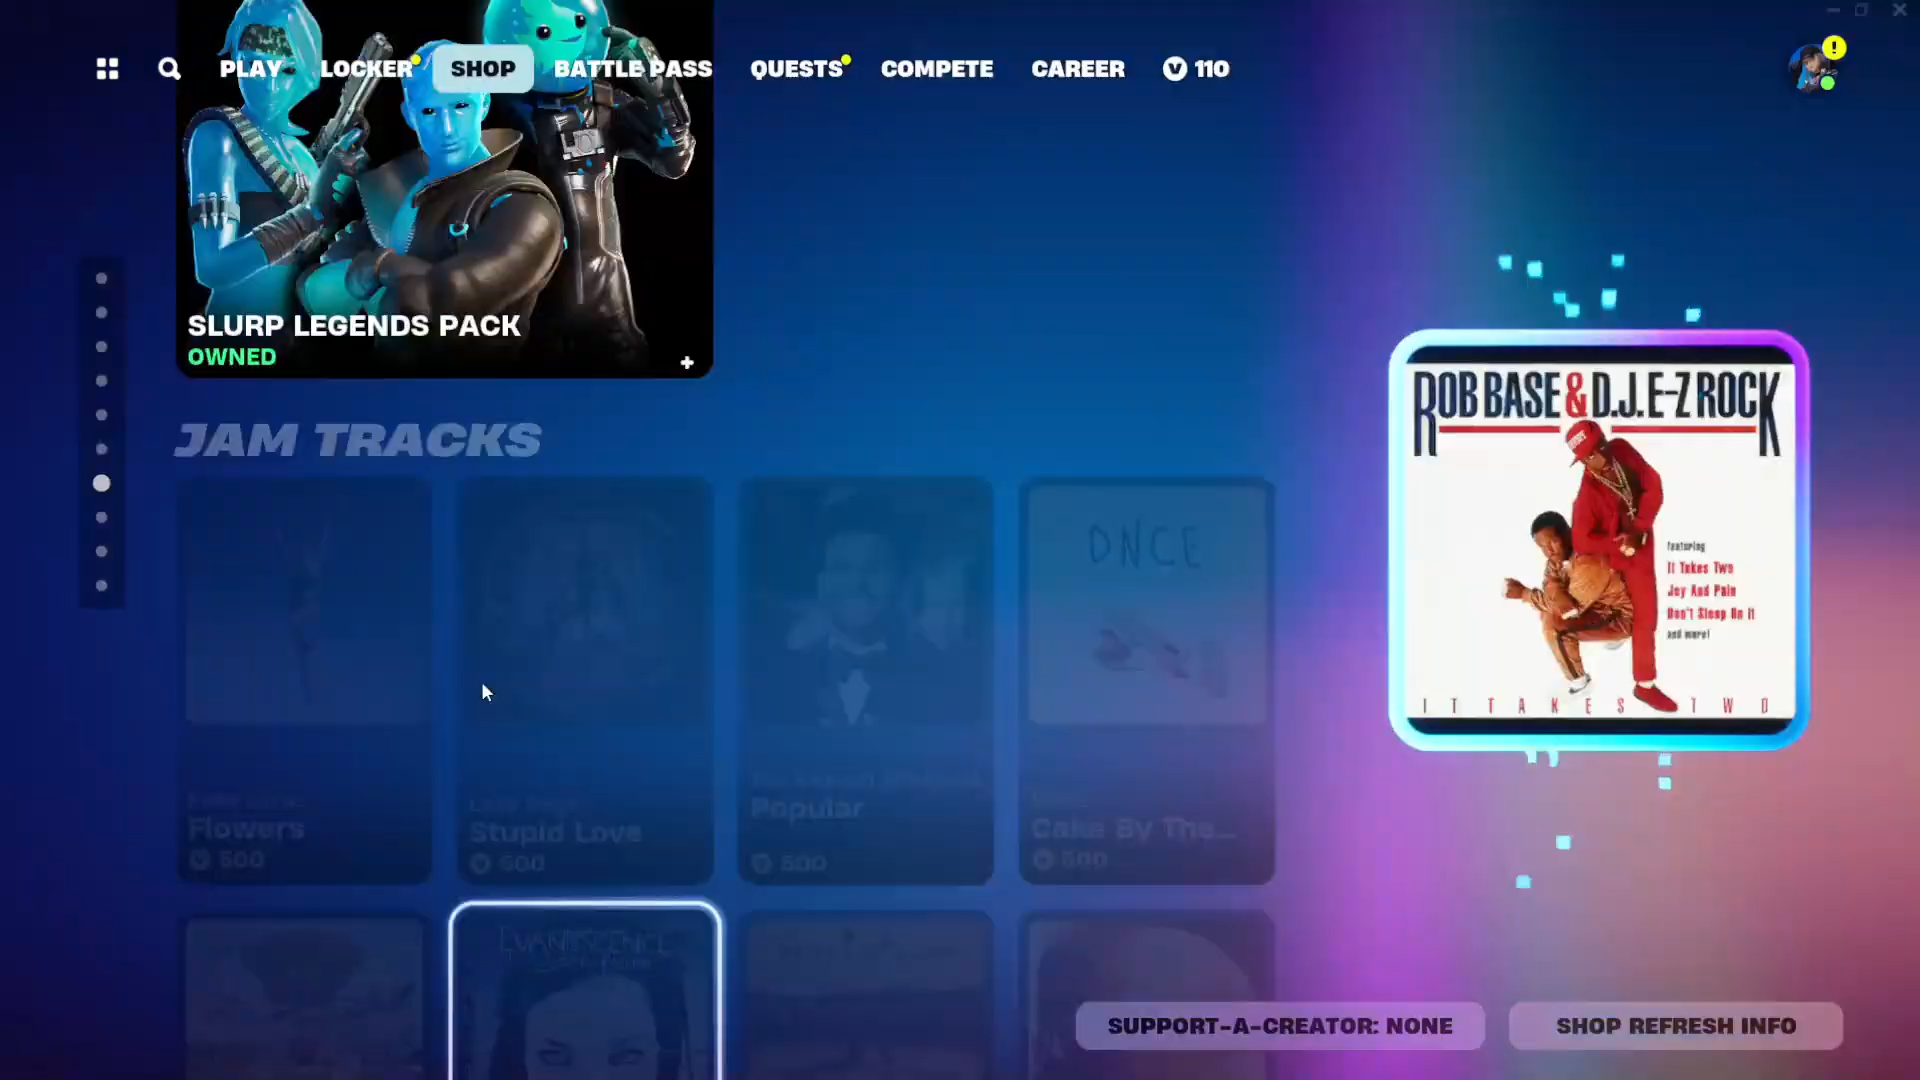 PLAY
LOCKER
SHOP
BATTLE PASS
QUESTS
COMPETE
CAREER
V 110
!
SLURP LEGENDS PACK
OWNED
JAM TRACKS
DNCE
Flowers
500
Stupid Love
500
Popular
500
Cake By The...
500
EVANESCENCE
ROB BASE & D.J. E-Z ROCK
featuring
It Takes Two
Joy And Pain
Don't Sleep On It
and more!
IT TAKES TWO
SUPPORT-A-CREATOR: NONE
SHOP REFRESH INFO